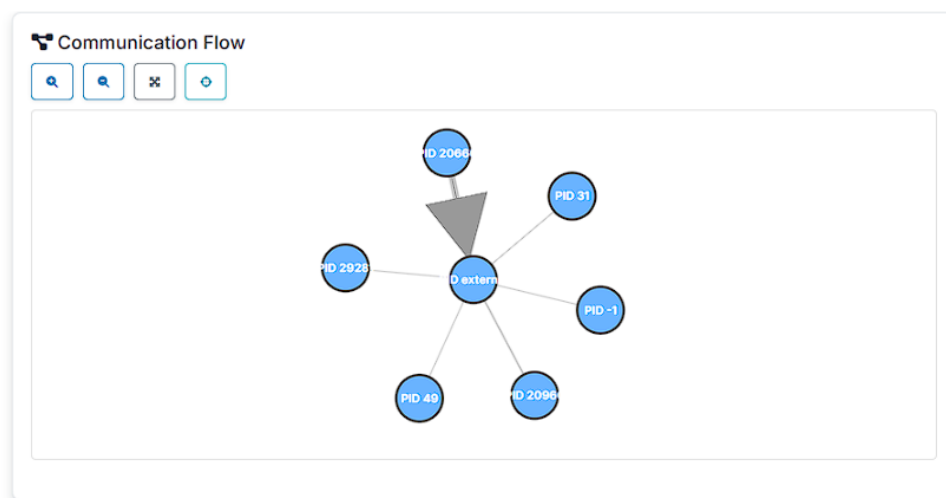 Communication Flow
PID 2066
PID 31
PID 2928
D extern
PID -1
PID 49
PID 2096